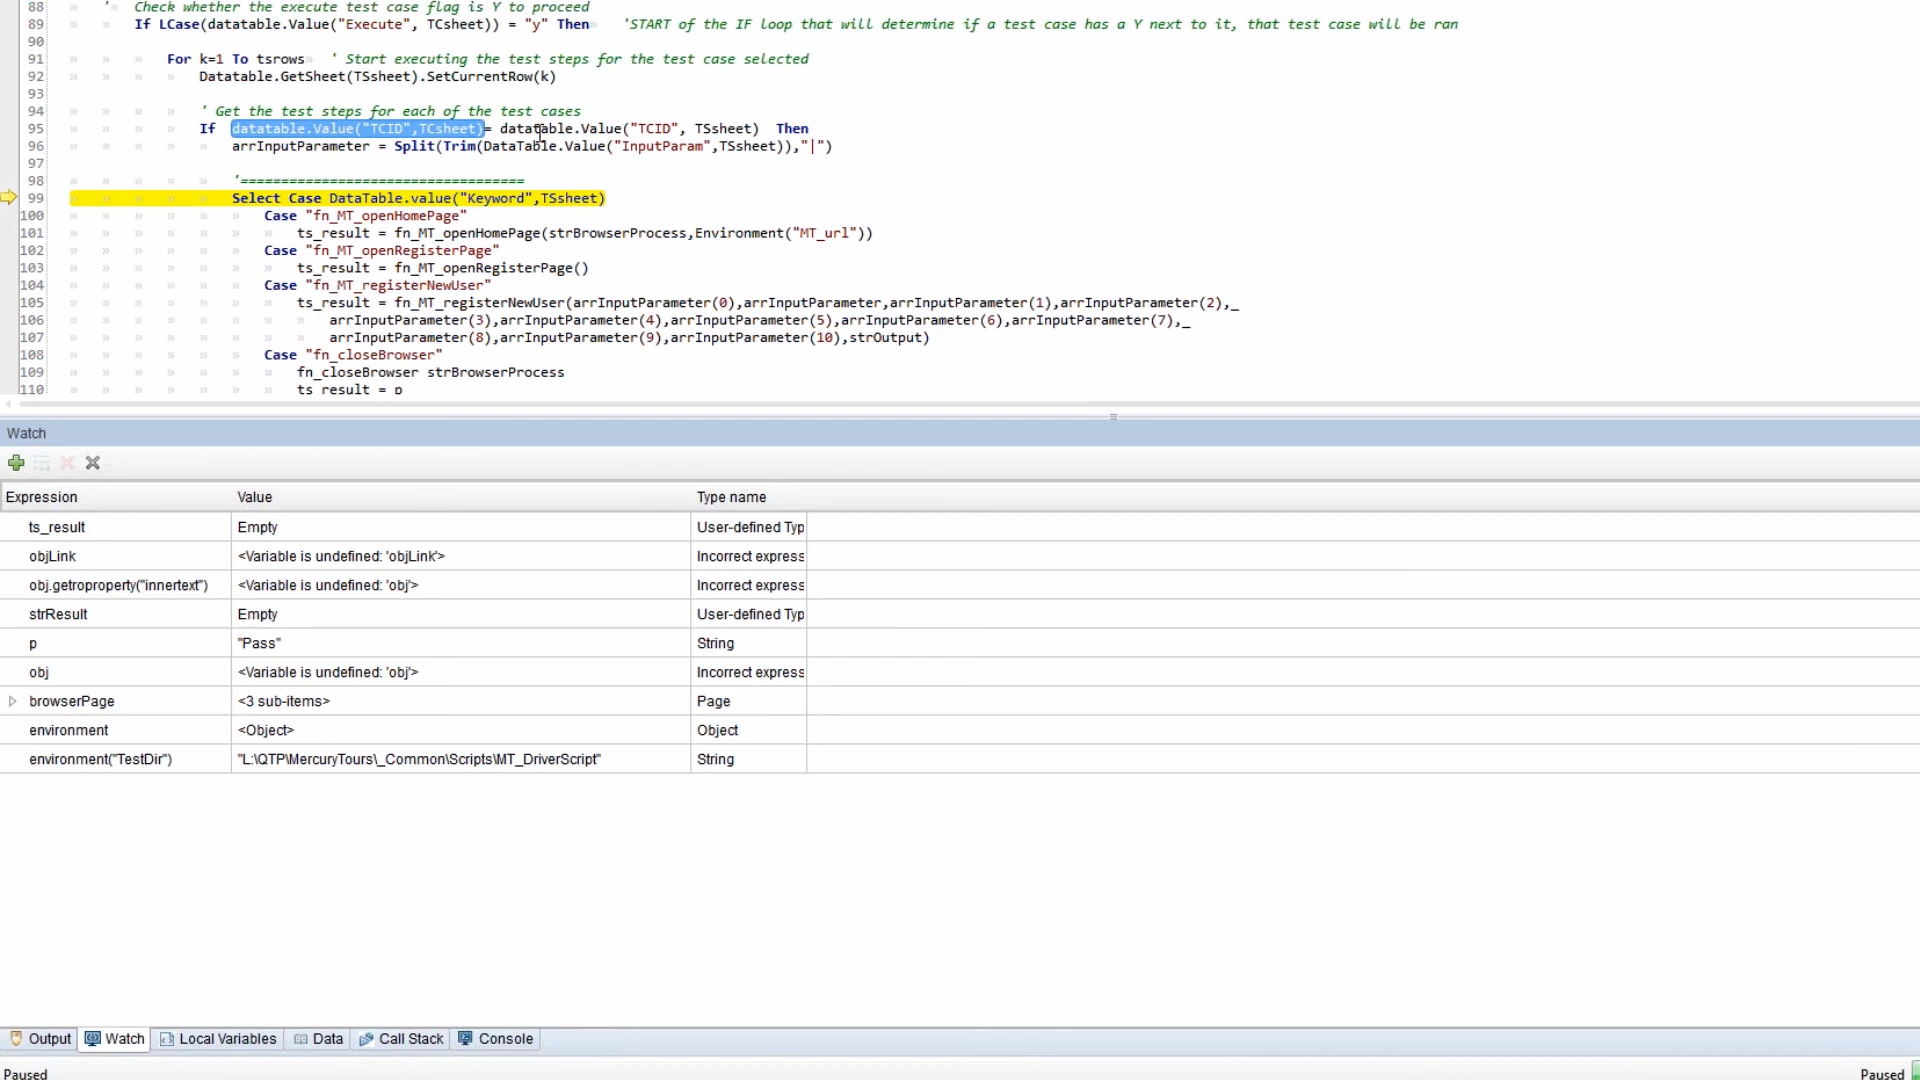 88 ' Check whether the execute test case flag is Y to proceed
89 If LCase(datatable.Value("Execute", TCsheet)) = "y" Then 'START of the IF loop that will determine if a test case has a Y next to it, that test case will be ran
90
91 For k=1 To tsrows ' Start executing the test steps for the test case selected
92 Datatable.GetSheet(TSsheet).SetCurrentRow(k)
93
94 ' Get the test steps for each of the test cases
95 If datatable.Value("TCID",TCsheet)= datatable.Value("TCID", TSsheet) Then
96 arrInputParameter = Split(Trim(DataTable.Value("InputParam",TSsheet)),"|")
97
98 '===================================
99 Select Case DataTable.value("Keyword",TSsheet)
100 Case "fn_MT_openHomePage"
101 ts_result = fn_MT_openHomePage(strBrowserProcess,Environment("MT_url"))
102 Case "fn_MT_openRegisterPage"
103 ts_result = fn_MT_openRegisterPage()
104 Case "fn_MT_registerNewUser"
105 ts_result = fn_MT_registerNewUser(arrInputParameter(0),arrInputParameter,arrInputParameter(1),arrInputParameter(2),_
106 arrInputParameter(3),arrInputParameter(4),arrInputParameter(5),arrInputParameter(6),arrInputParameter(7),_
107 arrInputParameter(8),arrInputParameter(9),arrInputParameter(10),strOutput)
108 Case "fn_closeBrowser"
109 fn_closeBrowser strBrowserProcess
110 ts_result = p
Watch
Expression Value Type name
ts_result Empty User-defined Typ
objLink <Variable is undefined: 'objLink'> Incorrect express
obj.getroproperty("innertext") <Variable is undefined: 'obj'> Incorrect express
strResult Empty User-defined Typ
p "Pass" String
obj <Variable is undefined: 'obj'> Incorrect express
browserPage <3 sub-items> Page
environment <Object> Object
environment("TestDir") "L:\QTP\MercuryTours\_Common\Scripts\MT_DriverScript" String
Output Watch Local Variables Data Call Stack Console
Paused Paused